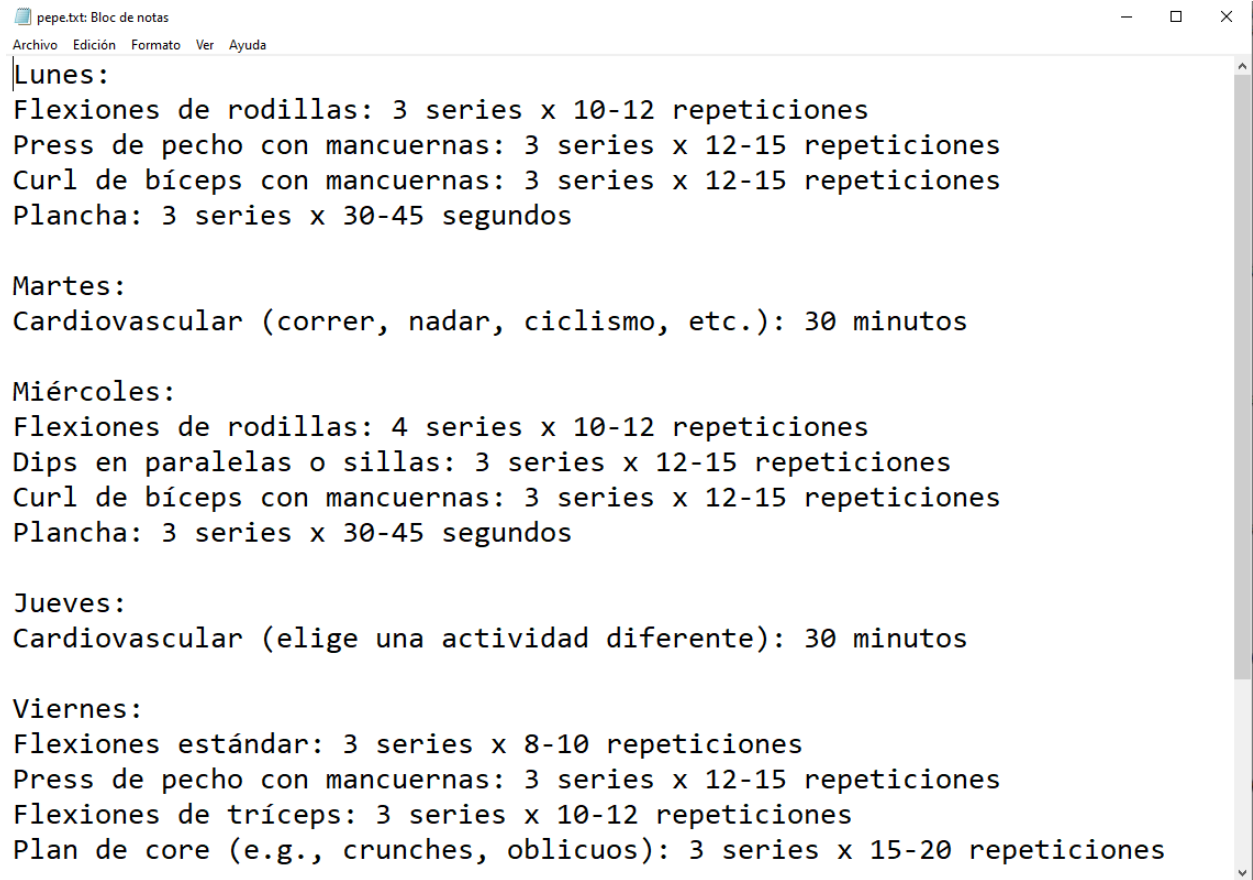 pepe.txt: Bloc de notas
Archivo Edición Formato Ver Ayuda
Lunes:
Flexiones de rodillas: 3 series x 10-12 repeticiones
Press de pecho con mancuernas: 3 series x 12-15 repeticiones
Curl de bíceps con mancuernas: 3 series x 12-15 repeticiones
Plancha: 3 series x 30-45 segundos

Martes:
Cardiovascular (correr, nadar, ciclismo, etc.): 30 minutos

Miércoles:
Flexiones de rodillas: 4 series x 10-12 repeticiones
Dips en paralelas o sillas: 3 series x 12-15 repeticiones
Curl de bíceps con mancuernas: 3 series x 12-15 repeticiones
Plancha: 3 series x 30-45 segundos

Jueves:
Cardiovascular (elige una actividad diferente): 30 minutos

Viernes:
Flexiones estándar: 3 series x 8-10 repeticiones
Press de pecho con mancuernas: 3 series x 12-15 repeticiones
Flexiones de tríceps: 3 series x 10-12 repeticiones
Plan de core (e.g., crunches, oblicuos): 3 series x 15-20 repeticiones